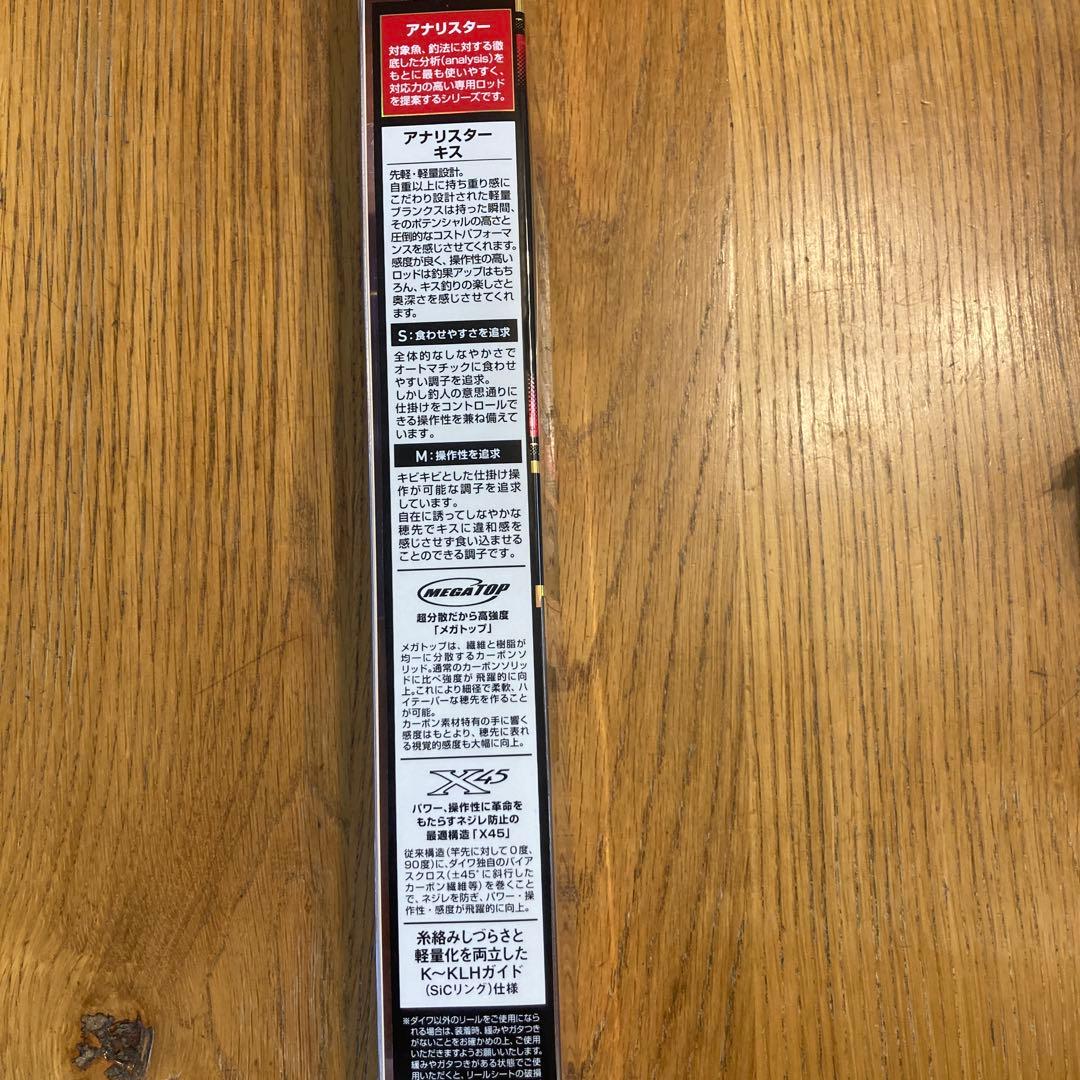 アナリスター
対象魚、釣法に対する徹
底した分析(analysis)を
もとに最も使いやすく、
対応力の高い専用ロッド
を提案するシリーズです。
アナリスター
キス
先軽・軽量設計。
自重以上に持ち重り感に
こだわり設計された軽量
ブランクスは持った瞬間、
そのポテンシャルの高さと
圧倒的なコストパフォーマ
ンスを感じさせてくれます。
感度が良く、操作性の高い
ロッドは釣果アップはもち
ろん、キス釣りの楽しさと
奥深さを感じさせてくれ
ます。
S:食わせやすさを追求
全体的なしなやかさで
オートマチックに食わせ
やすい調子を追求。
しかし釣人の意思通りに
仕掛けをコントロールで
きる操作性を兼ね備えて
います。
M:操作性を追求
キビキビとした仕掛け操
作が可能な調子を追求
しています。
自在に誘ってしなやかな
穂先でキスに違和感を
感じさせず食い込ませる
ことのできる調子です。
MEGATOP
超分散だから高強度
「メガトップ」
メガトップは、繊維と樹脂が
均一に分散するカーボンソ
リッド。通常のカーボンソリッ
ドに比べ強度が飛躍的に向
上。これにより細径で柔軟、ハ
イテーパーな穂先を作ること
が可能。
カーボン素材特有の手に響く
感度はもとより、穂先に表れ
る視覚的感度も大幅に向上。
X45
パワー、操作性に革命を
もたらすネジレ防止の
最適構造「X45」
従来構造(竿先に対して0度、
90度)に、ダイワ独自のバイア
スクロス(±45°に斜行した
カーボン繊維等)を巻くこと
で、ネジレを防ぎ、パワー・操
作性・感度が飛躍的に向上。
糸絡みしづらさと
軽量化を両立した
K〜KLHガイド
(SiCリング)仕様
※ダイワ以外のリールをご使用になら
れる場合は、装着時、緩みやガタつき
がないことをお確かめの上、ご使用
いただきますようお願いいたします。
緩みやガタつきがある状態でご使
用いただくと、リールシートの破損